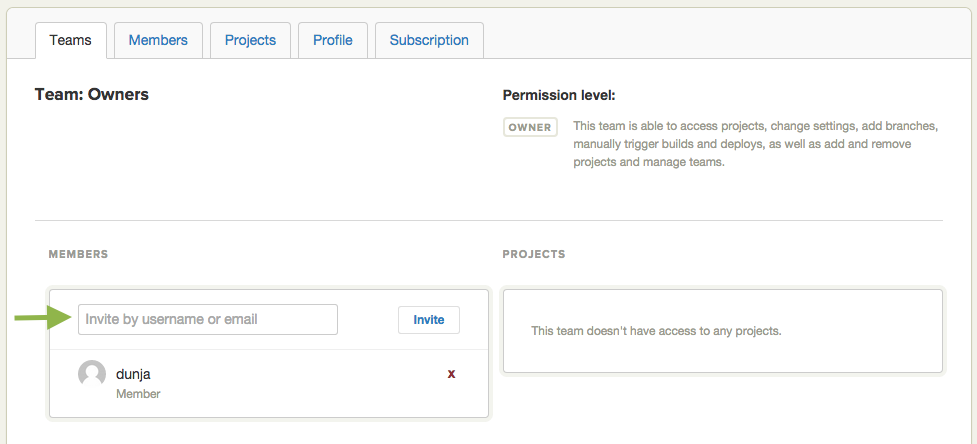 Teams
Members
Projects
Profile
Subscription
Team: Owners
Permission level:
OWNER
This team is able to access projects, change settings, add branches,
manually trigger builds and deploys, as well as add and remove
projects and manage teams.
MEMBERS
Invite by username or email
Invite
dunja
x
Member
PROJECTS
This team doesn't have access to any projects.